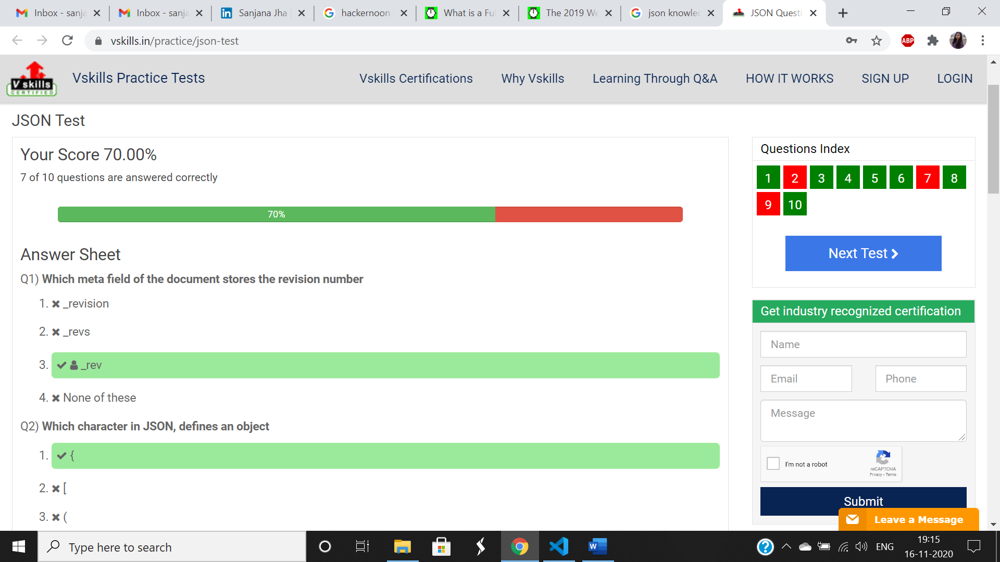 Inbox - sanja
Inbox - sanja
Sanjana Jha
hackernoon
What is a Ful
The 2019 We
json knowled
JSON Questi
vskills.in/practice/json-test
ABP
V skills
CERTIFIED
Vskills Practice Tests
Vskills Certifications
Why Vskills
Learning Through Q&A
HOW IT WORKS
SIGN UP
LOGIN
JSON Test
Your Score 70.00%
7 of 10 questions are answered correctly
70%
Answer Sheet
Q1) Which meta field of the document stores the revision number
1. _revision
2. _revs
3. _rev
4. None of these
Q2) Which character in JSON, defines an object
1. {
2. [
3. (
Questions Index
1 2 3 4 5 6 7 8
9 10
Next Test
Get industry recognized certification
Name
Email Phone
Message
I'm not a robot
reCAPTCHA
Privacy - Terms
Submit
Leave a Message
Type here to search
W
?
ENG
19:15
16-11-2020